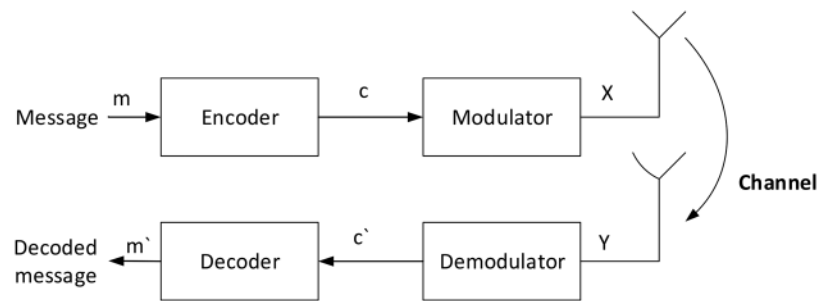 m
c
X
Message
Encoder
Modulator
Channel
m`
c`
Y
Decoded
message
Decoder
Demodulator